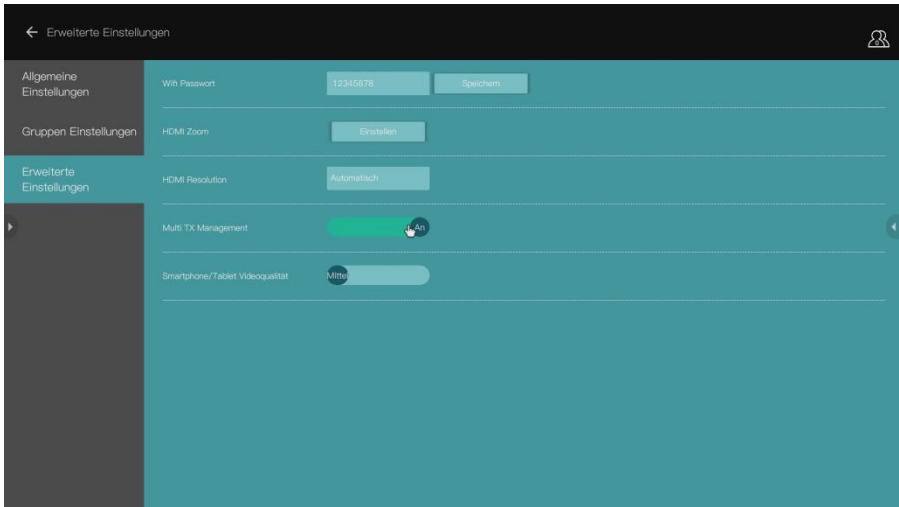 Erweiterte Einstellungen
Allgemeine
Einstellungen
Wifi Passwort
12345678
Speichern
Gruppen Einstellungen
HDMI Zoom
Einstellen
Erweiterte
Einstellungen
HDMI Resolution
Automatisch
Multi TX Management
An
Smartphone/Tablet Videoqualität
Mittel